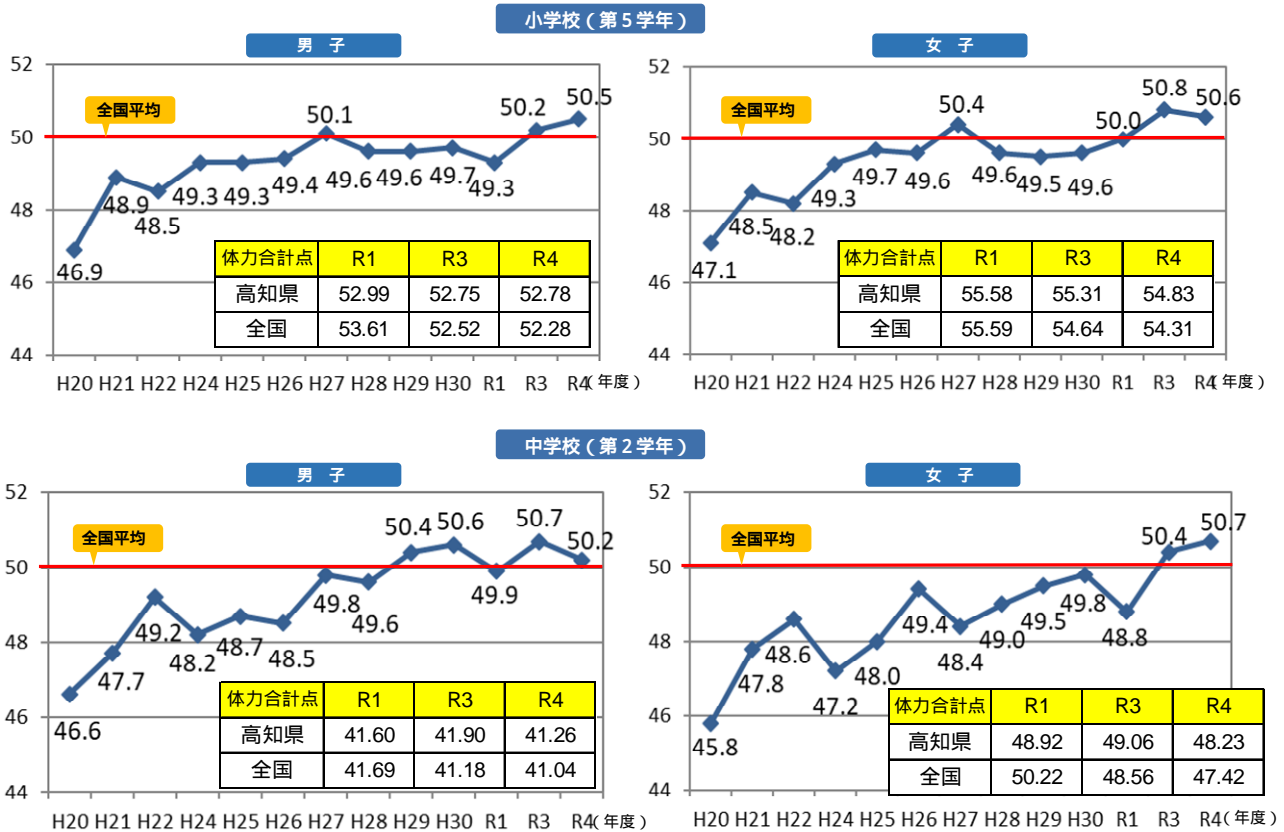 小学校（第５学年）
男 子
52
50
48
46
44
全国平均
46.9
48.9
48.5
49.3
49.3
49.4
50.1
49.6
49.6
49.7
49.3
50.2
50.5
体力合計点 R1 R3 R4
高知県 52.99 52.75 52.78
全国 53.61 52.52 52.28
H20 H21 H22 H24 H25 H26 H27 H28 H29 H30 R1 R3 R4（年度）
女 子
52
50
48
46
44
全国平均
47.1
48.5
48.2
49.3
49.7
49.6
50.4
49.6
49.5
49.6
50.0
50.8
50.6
体力合計点 R1 R3 R4
高知県 55.58 55.31 54.83
全国 55.59 54.64 54.31
H20 H21 H22 H24 H25 H26 H27 H28 H29 H30 R1 R3 R4（年度）
中学校（第２学年）
男 子
52
50
48
46
44
全国平均
46.6
47.7
49.2
48.2
48.7
48.5
49.8
49.6
50.4
50.6
49.9
50.7
50.2
体力合計点 R1 R3 R4
高知県 41.60 41.90 41.26
全国 41.69 41.18 41.04
H20 H21 H22 H24 H25 H26 H27 H28 H29 H30 R1 R3 R4（年度）
女 子
52
50
48
46
44
全国平均
45.8
47.8
48.6
47.2
48.0
49.4
48.4
49.0
49.5
49.8
48.8
50.4
50.7
体力合計点 R1 R3 R4
高知県 48.92 49.06 48.23
全国 50.22 48.56 47.42
H20 H21 H22 H24 H25 H26 H27 H28 H29 H30 R1 R3 R4（年度）